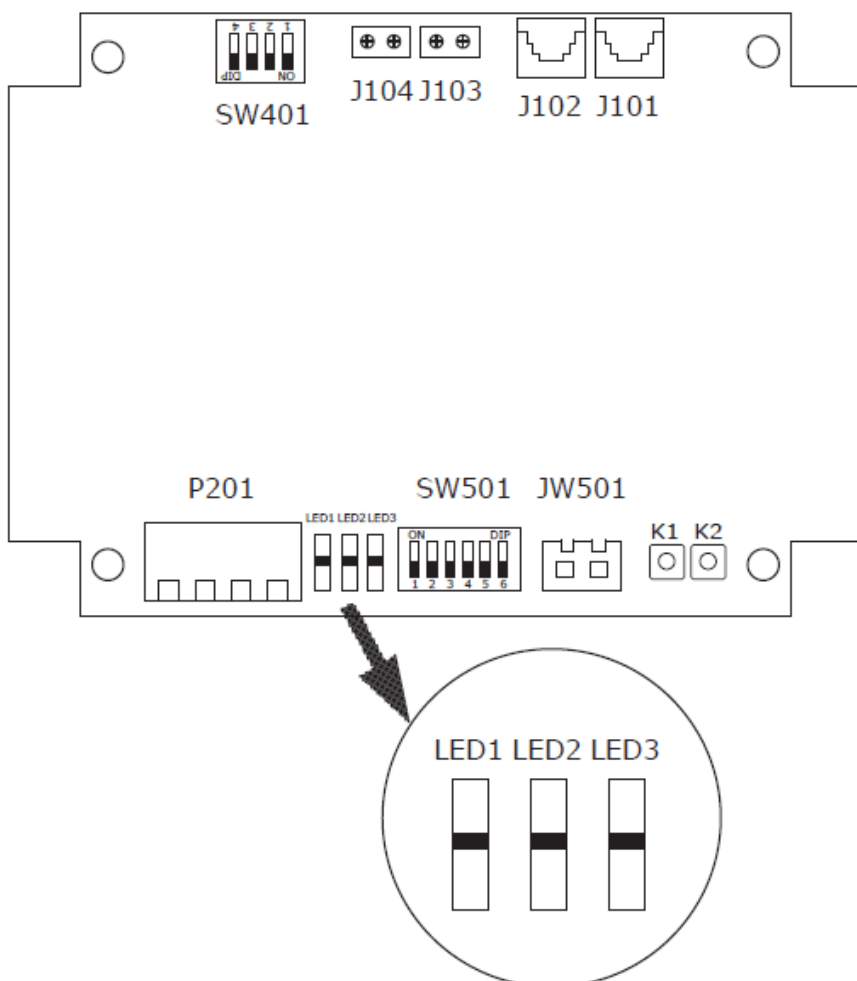 4 3 2 1
DIP ON
SW401
J104
J103
J102
J101
P201
SW501
JW501
LED1 LED2 LED3
ON DIP
1 2 3 4 5 6
K1 K2
LED1 LED2 LED3